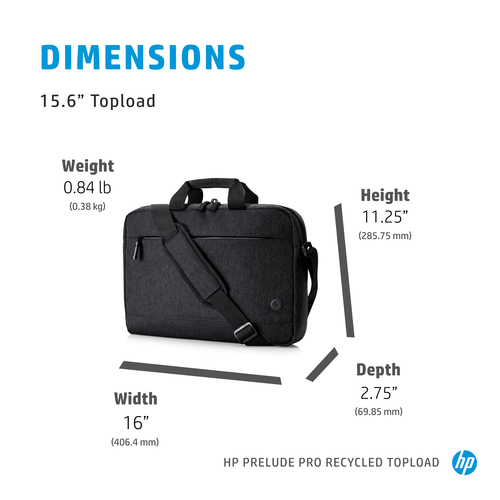 DIMENSIONS
15.6” Topload
Weight
0.84 lb
(0.38 kg)
Height
11.25”
(285.75 mm)
Depth
2.75”
(69.85 mm)
Width
16”
(406.4 mm)
HP PRELUDE PRO RECYCLED TOPLOAD
hp